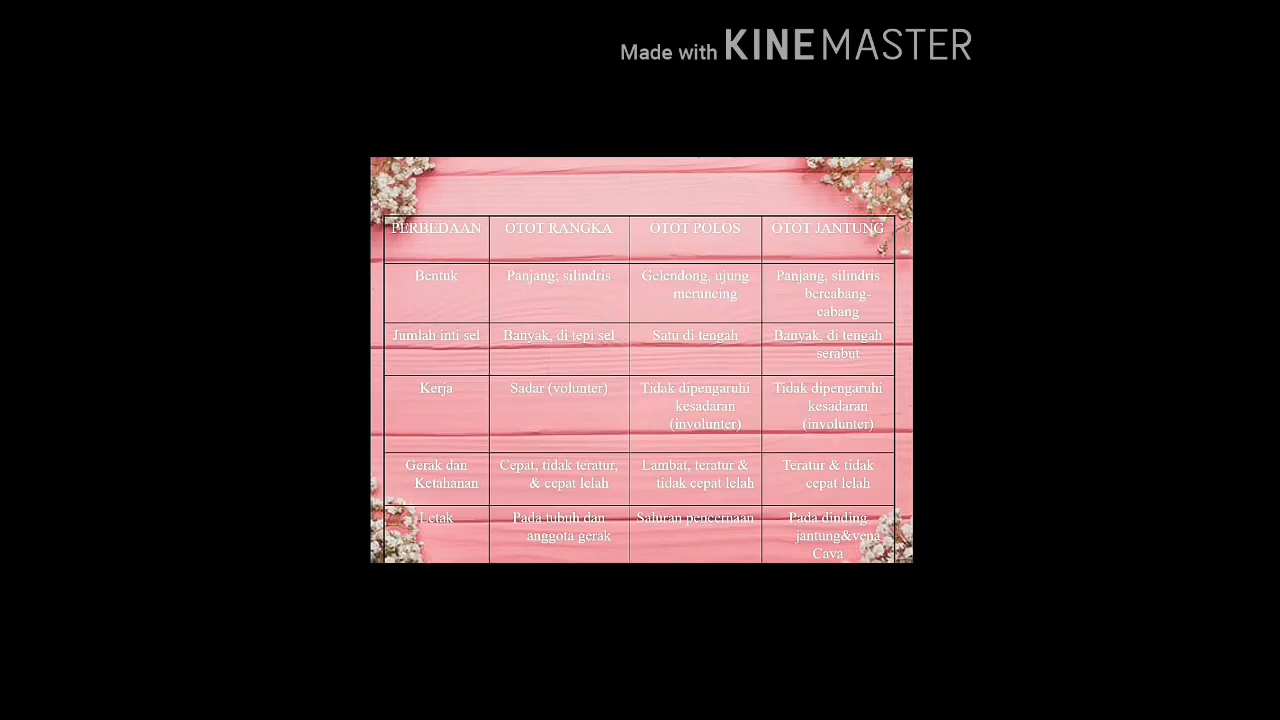 Made with KINEMASTER
PERBEDAAN OTOT RANGKA OTOT POLOS OTOT JANTUNG
Bentuk Panjang; silindris Gelendong, ujung meruncing Panjang, silindris bercabang-cabang
Jumlah inti sel Banyak, di tepi sel Satu di tengah Banyak, di tengah serabut
Kerja Sadar (volunter) Tidak dipengaruhi kesadaran (involunter) Tidak dipengaruhi kesadaran (involunter)
Gerak dan Ketahanan Cepat, tidak teratur, & cepat lelah Lambat, teratur & tidak cepat lelah Teratur & tidak cepat lelah
Letak Pada tubuh dan anggota gerak Saluran pencernaan Pada dinding jantung&vena Cava